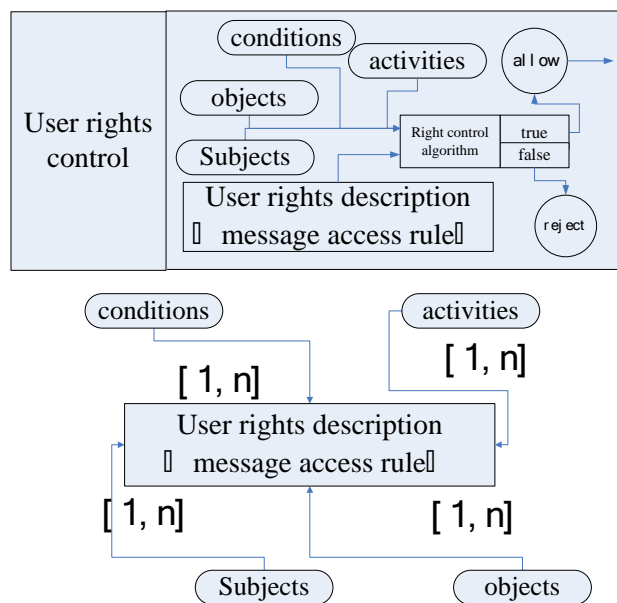 User rights
control
conditions
activities
objects
Subjects
Right control
algorithm
true
false
allow
reject
User rights description
▯ message access rule▯
conditions
activities
[ 1, n]
[ 1, n]
User rights description
▯ message access rule▯
[ 1, n]
[ 1, n]
Subjects
objects